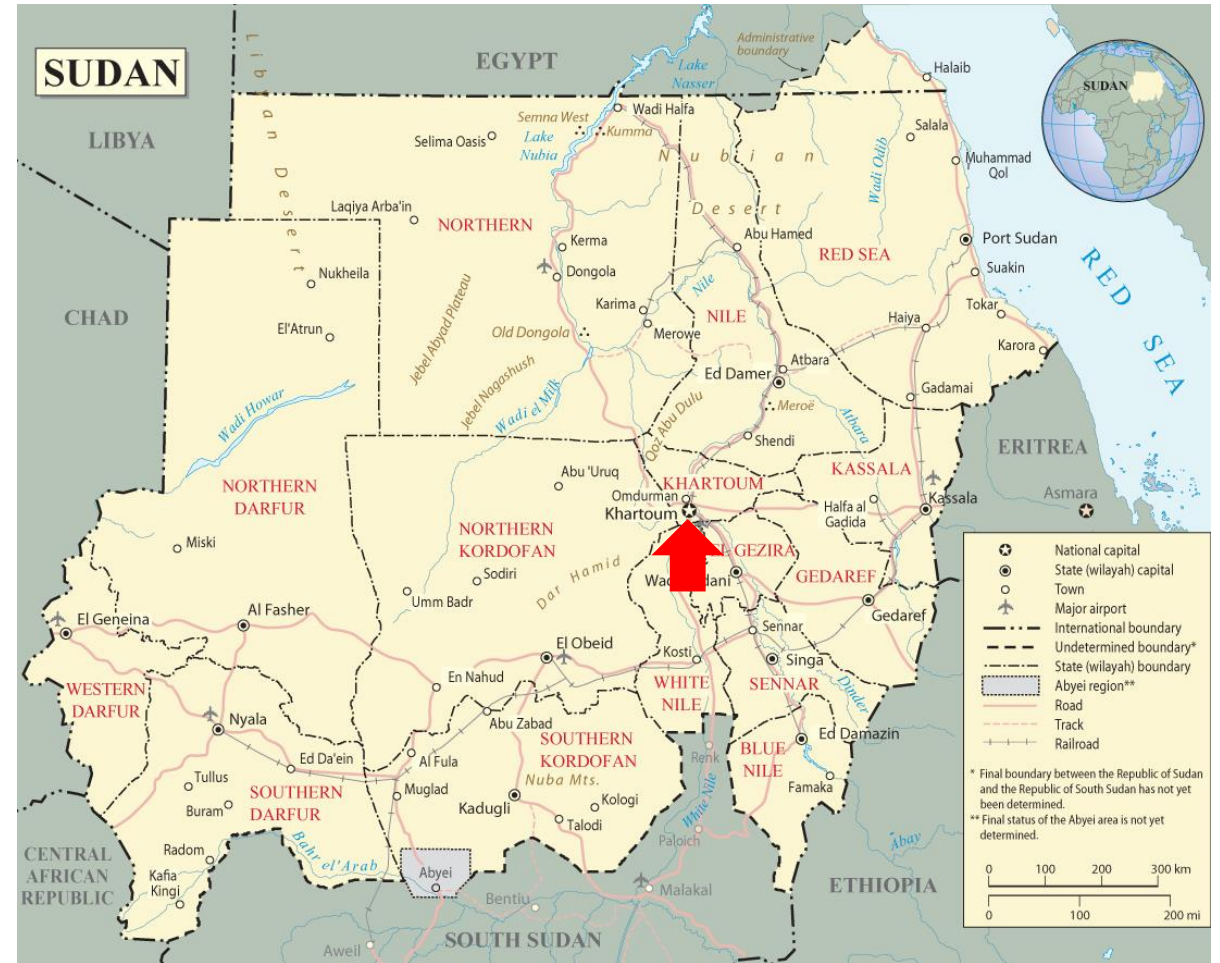 SUDAN
EGYPT
LIBYA
CHAD
CENTRAL
AFRICAN
REPUBLIC
SOUTH SUDAN
ETHIOPIA
ERITREA
RED SEA
Administrative
boundary
Lake
Nasser
Halaib
SUDAN
Libyan Desert
Wadi Halfa
Semna West
Kumma
Selima Oasis
Lake
Nubia
Nubian
Desert
Wadi Odib
Salala
Muhammad
Qol
Laqiya Arba'in
NORTHERN
Kerma
Dongola
Abu Hamed
RED SEA
Port Sudan
Suakin
Nukheila
Nile
Karima
Merowe
NILE
Haiya
Tokar
Karora
El'Atrun
Jebel Abyad Plateau
Old Dongola
Jebel Nagashush
Wadi el Milk
Wadi Howar
Atbara
Ed Damer
Meroë
Atbara
Gadamai
Qoz Abu Dulu
Shendi
Abu 'Uruq
KHARTOUM
KASSALA
Omdurman
Khartoum
Halfa al
Gadida
Kassala
Asmara
NORTHERN
DARFUR
NORTHERN
KORDOFAN
Miski
Sodiri
Dar Hamid
Umm Badr
EL GEZIRA
GEDAREF
Gedaref
El Geneina
Al Fasher
El Obeid
Sennar
Kosti
Singa
SENNAR
Dinder
WESTERN
DARFUR
En Nahud
WHITE
NILE
Nyala
Abu Zabad
SOUTHERN
KORDOFAN
Ed Damazin
BLUE
NILE
Renk
Ed Da'ein
Al Fula
Nuba Mts.
Famaka
Tullus
Buram
SOUTHERN
DARFUR
Muglad
Kadugli
Kologi
Talodi
White Nile
Paloich
Abay
Radom
Kafia
Kingi
Bahr el'Arab
Abyei
Bentiu
Malakal
Aweil
National capital
State (wilayah) capital
Town
Major airport
International boundary
Undetermined boundary*
State (wilayah) boundary
Abyei region**
Road
Track
Railroad
* Final boundary between the Republic of Sudan
and the Republic of South Sudan has not yet
been determined.
** Final status of the Abyei area is not yet
determined.
0 100 200 300 km
0 100 200 mi